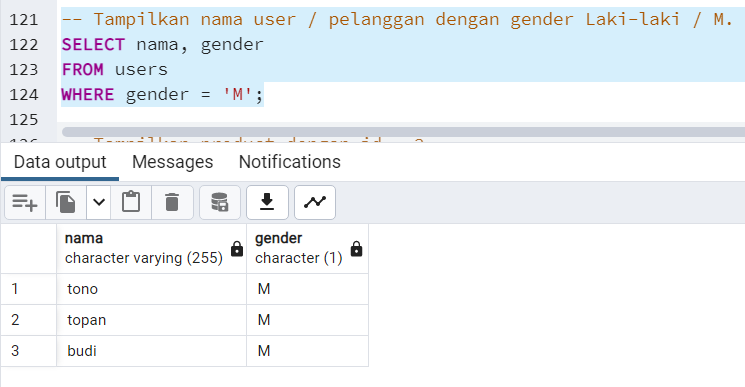 121 -- Tampilkan nama user / pelanggan dengan gender Laki-laki / M.
122 SELECT nama, gender
123 FROM users
124 WHERE gender = 'M';
125
Data output Messages Notifications
nama gender
character varying (255) character (1)
1 tono M
2 topan M
3 budi M